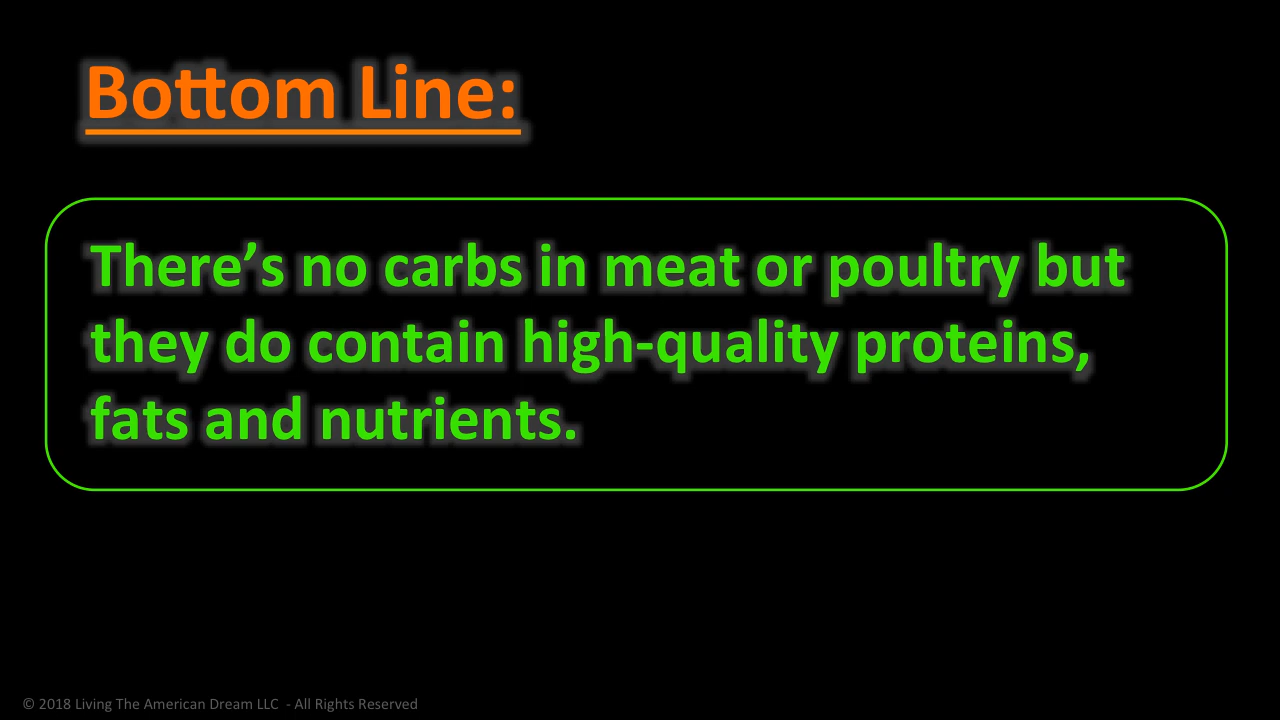 Bottom Line:
There’s no carbs in meat or poultry but
they do contain high-quality proteins,
fats and nutrients.
© 2018 Living The American Dream LLC  - All Rights Reserved